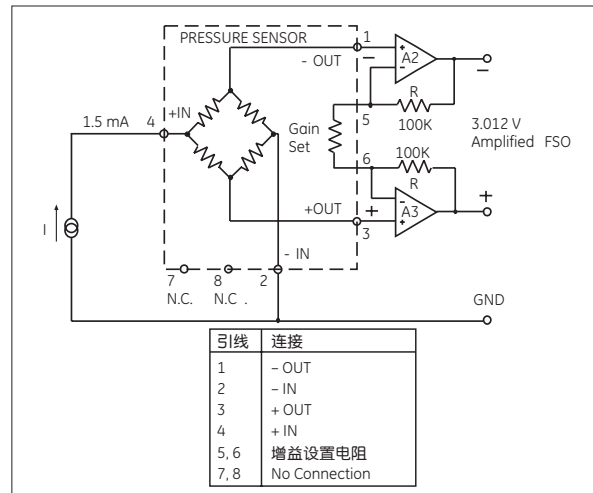 PRESSURE SENSOR
1
A2
- OUT
−
−
R
1.5 mA
4
+IN
Gain
Set
5
100K
3.012 V
Amplified FSO
6
100K
R
+OUT
+
A3
+
I
3
- IN
7
8
2
N.C.
N.C .
GND
引线 连接
1 – OUT
2 – IN
3 + OUT
4 + IN
5, 6 增益设置电阻
7, 8 No Connection